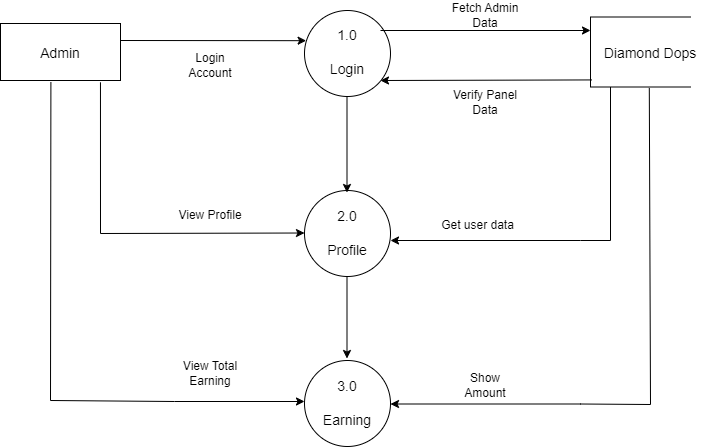 Fetch Admin
Data
1.0
Login
Admin
Login
Account
Diamond Dops
Verify Panel
Data
2.0
Profile
View Profile
Get user data
View Total
Earning
3.0
Earning
Show
Amount